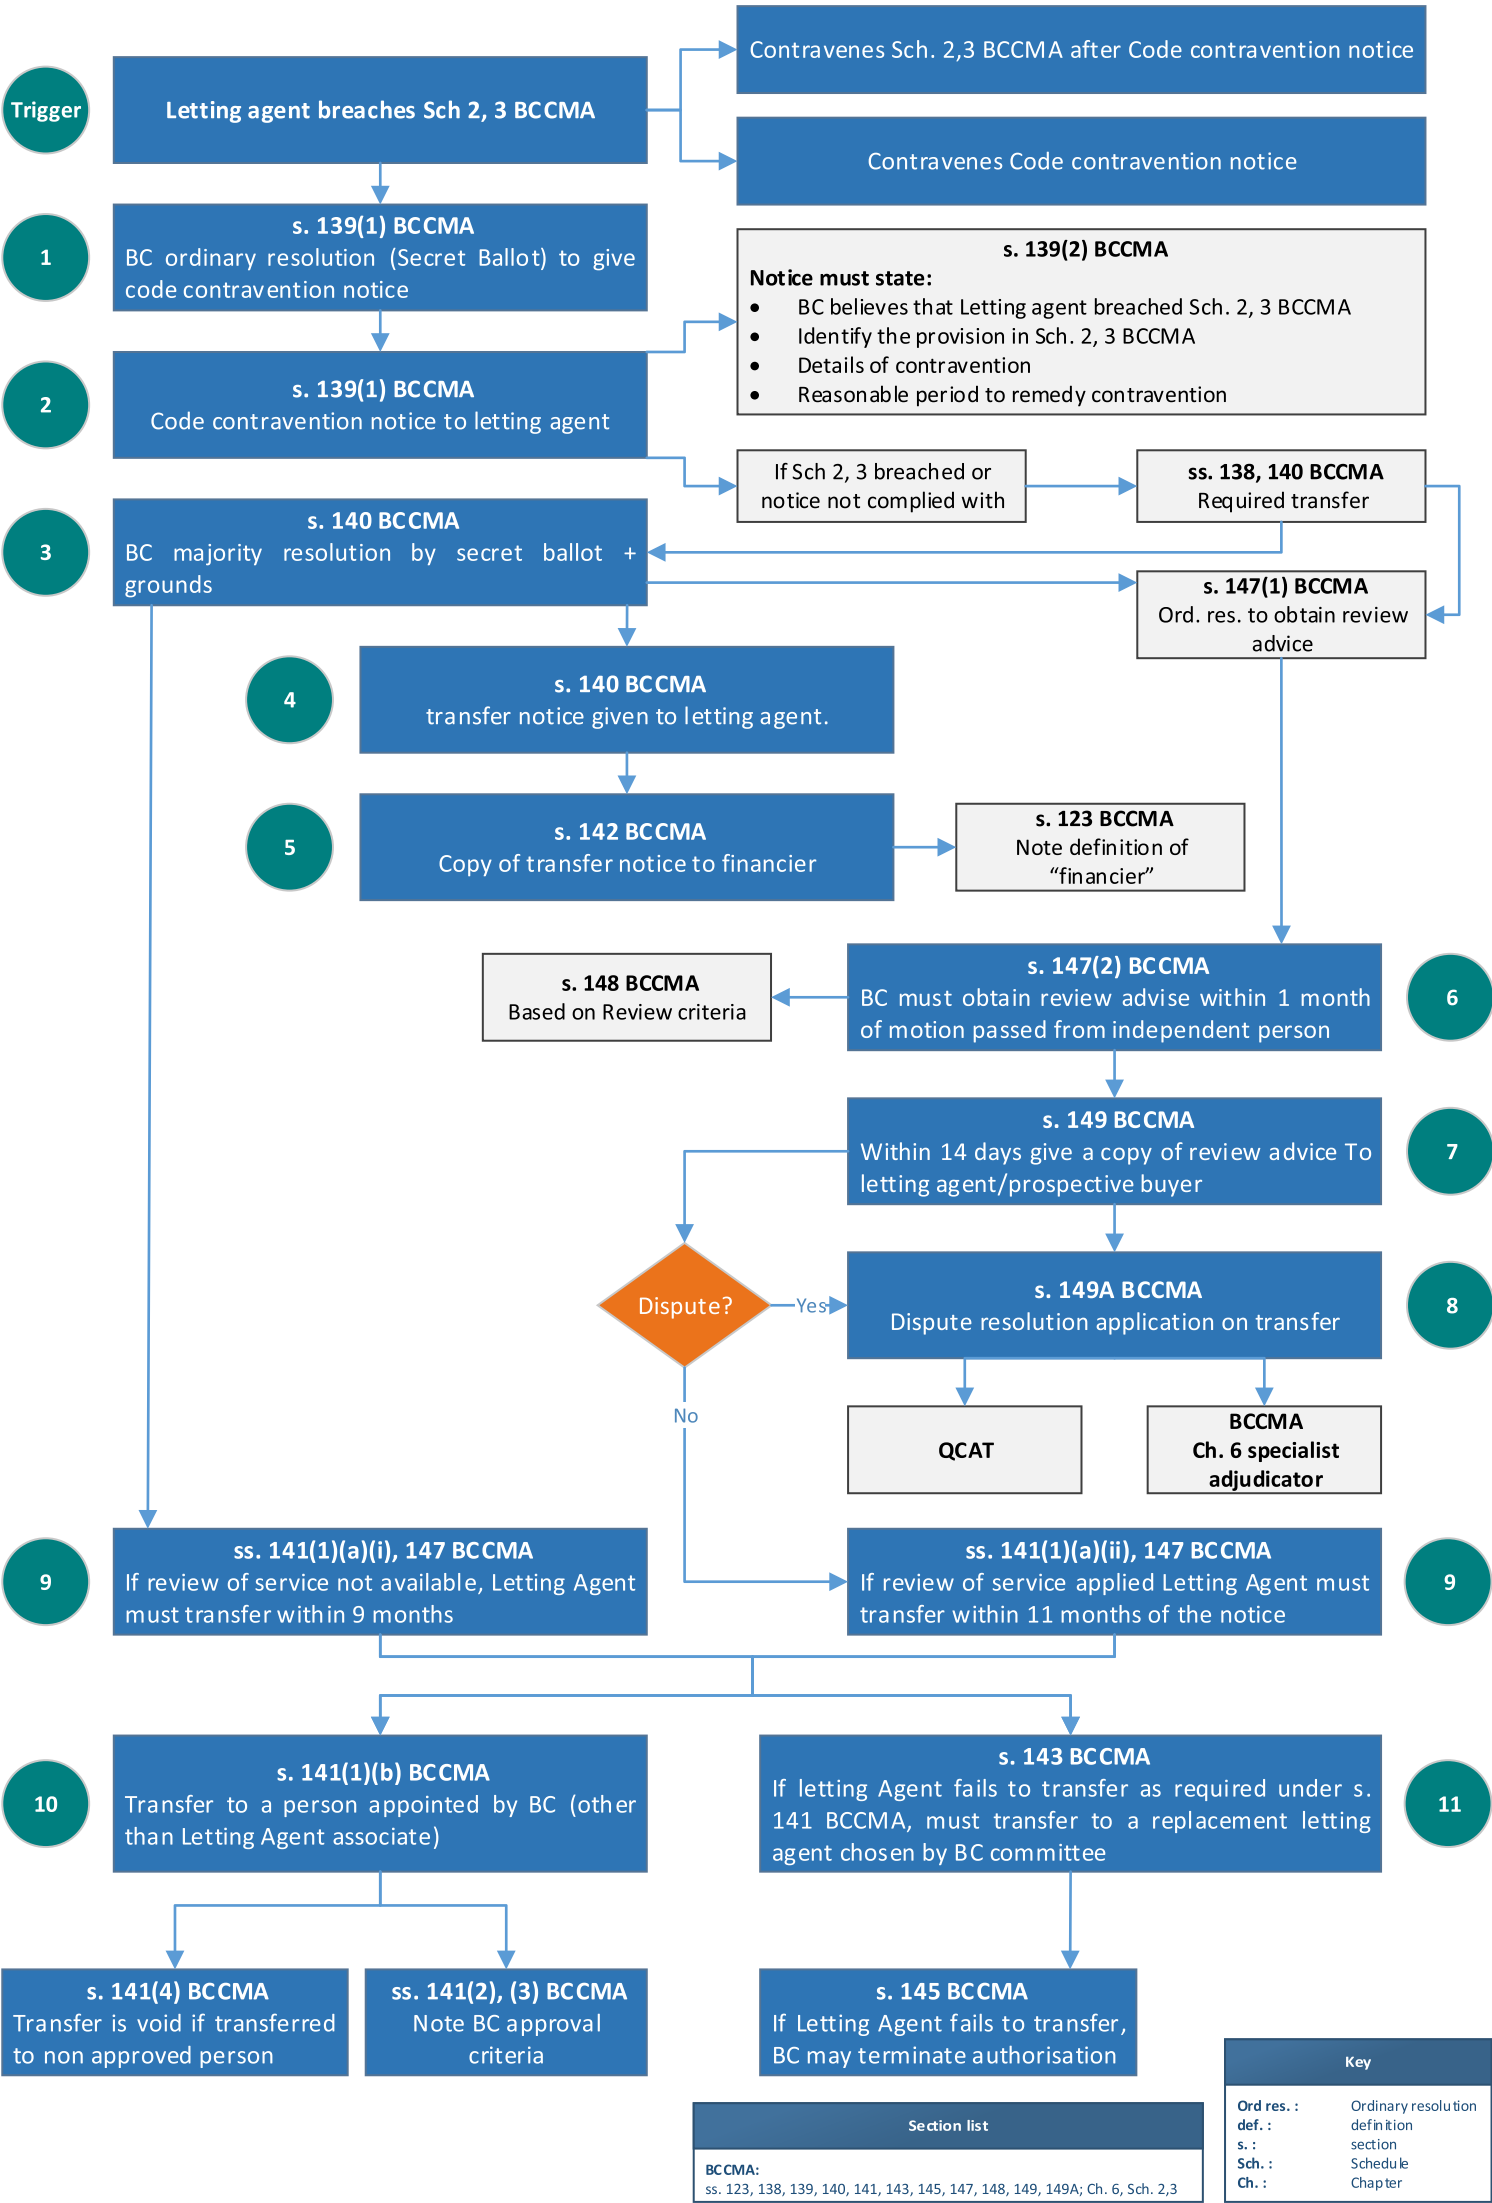 Contravenes Sch. 2,3 BCCMA after Code contravention notice
Trigger
Letting agent breaches Sch 2, 3 BCCMA
Contravenes Code contravention notice
1
s. 139(1) BCCMA
BC ordinary resolution (Secret Ballot) to give
code contravention notice
s. 139(2) BCCMA
Notice must state:
• BC believes that Letting agent breached Sch. 2, 3 BCCMA
• Identify the provision in Sch. 2, 3 BCCMA
• Details of contravention
• Reasonable period to remedy contravention
2
s. 139(1) BCCMA
Code contravention notice to letting agent
If Sch 2, 3 breached or
notice not complied with
ss. 138, 140 BCCMA
Required transfer
3
s. 140 BCCMA
BC majority resolution by secret ballot +
grounds
s. 147(1) BCCMA
Ord. res. to obtain review
advice
4
s. 140 BCCMA
transfer notice given to letting agent.
5
s. 142 BCCMA
Copy of transfer notice to financier
s. 123 BCCMA
Note definition of
“financier”
s. 148 BCCMA
Based on Review criteria
s. 147(2) BCCMA
BC must obtain review advise within 1 month
of motion passed from independent person
6
s. 149 BCCMA
Within 14 days give a copy of review advice To
letting agent/prospective buyer
7
Dispute?
Yes
s. 149A BCCMA
Dispute resolution application on transfer
8
No
QCAT
BCCMA
Ch. 6 specialist
adjudicator
9
ss. 141(1)(a)(i), 147 BCCMA
If review of service not available, Letting Agent
must transfer within 9 months
ss. 141(1)(a)(ii), 147 BCCMA
If review of service applied Letting Agent must
transfer within 11 months of the notice
9
10
s. 141(1)(b) BCCMA
Transfer to a person appointed by BC (other
than Letting Agent associate)
s. 143 BCCMA
If letting Agent fails to transfer as required under s.
141 BCCMA, must transfer to a replacement letting
agent chosen by BC committee
11
s. 141(4) BCCMA
Transfer is void if transferred
to non approved person
ss. 141(2), (3) BCCMA
Note BC approval
criteria
s. 145 BCCMA
If Letting Agent fails to transfer,
BC may terminate authorisation
Section list
BCCMA:
ss. 123, 138, 139, 140, 141, 143, 145, 147, 148, 149, 149A; Ch. 6, Sch. 2,3
Key
Ord res. : Ordinary resolution
def. : definition
s. : section
Sch. : Schedule
Ch. : Chapter